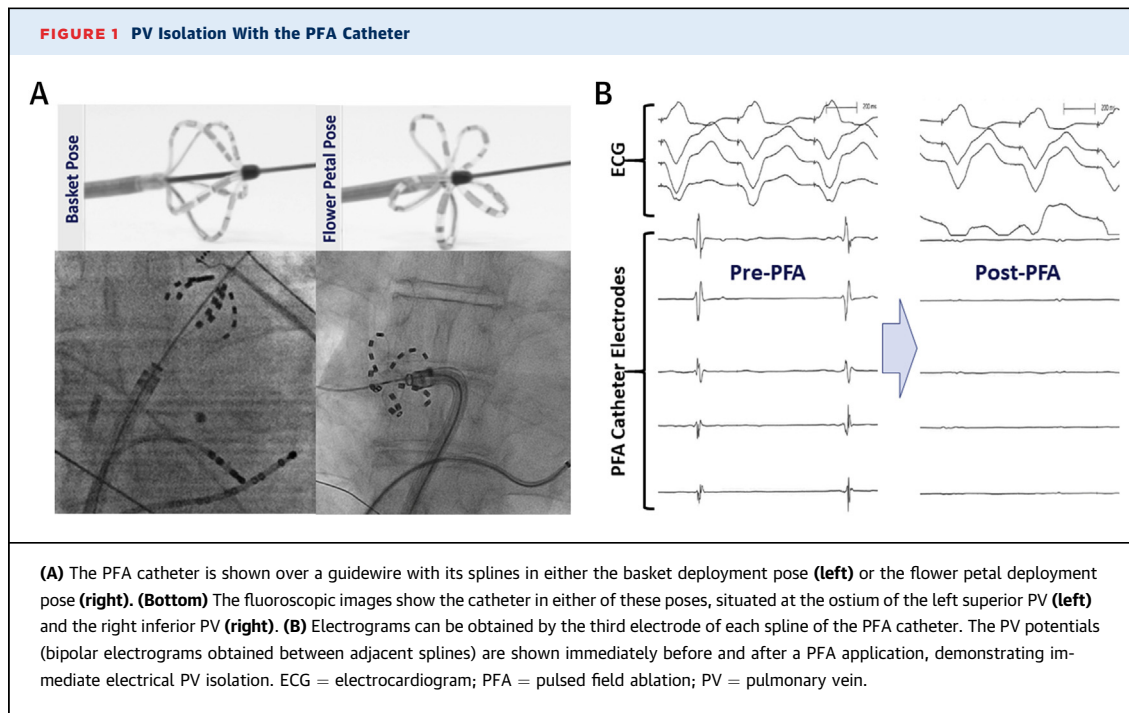 FIGURE 1 PV Isolation With the PFA Catheter
A
Basket Pose
Flower Petal Pose
B
200 ms
200 ms
ECG
Pre-PFA
Post-PFA
PFA Catheter Electrodes
(A) The PFA catheter is shown over a guidewire with its splines in either the basket deployment pose (left) or the flower petal deployment
pose (right). (Bottom) The fluoroscopic images show the catheter in either of these poses, situated at the ostium of the left superior PV (left)
and the right inferior PV (right). (B) Electrograms can be obtained by the third electrode of each spline of the PFA catheter. The PV potentials
(bipolar electrograms obtained between adjacent splines) are shown immediately before and after a PFA application, demonstrating im-
mediate electrical PV isolation. ECG = electrocardiogram; PFA = pulsed field ablation; PV = pulmonary vein.